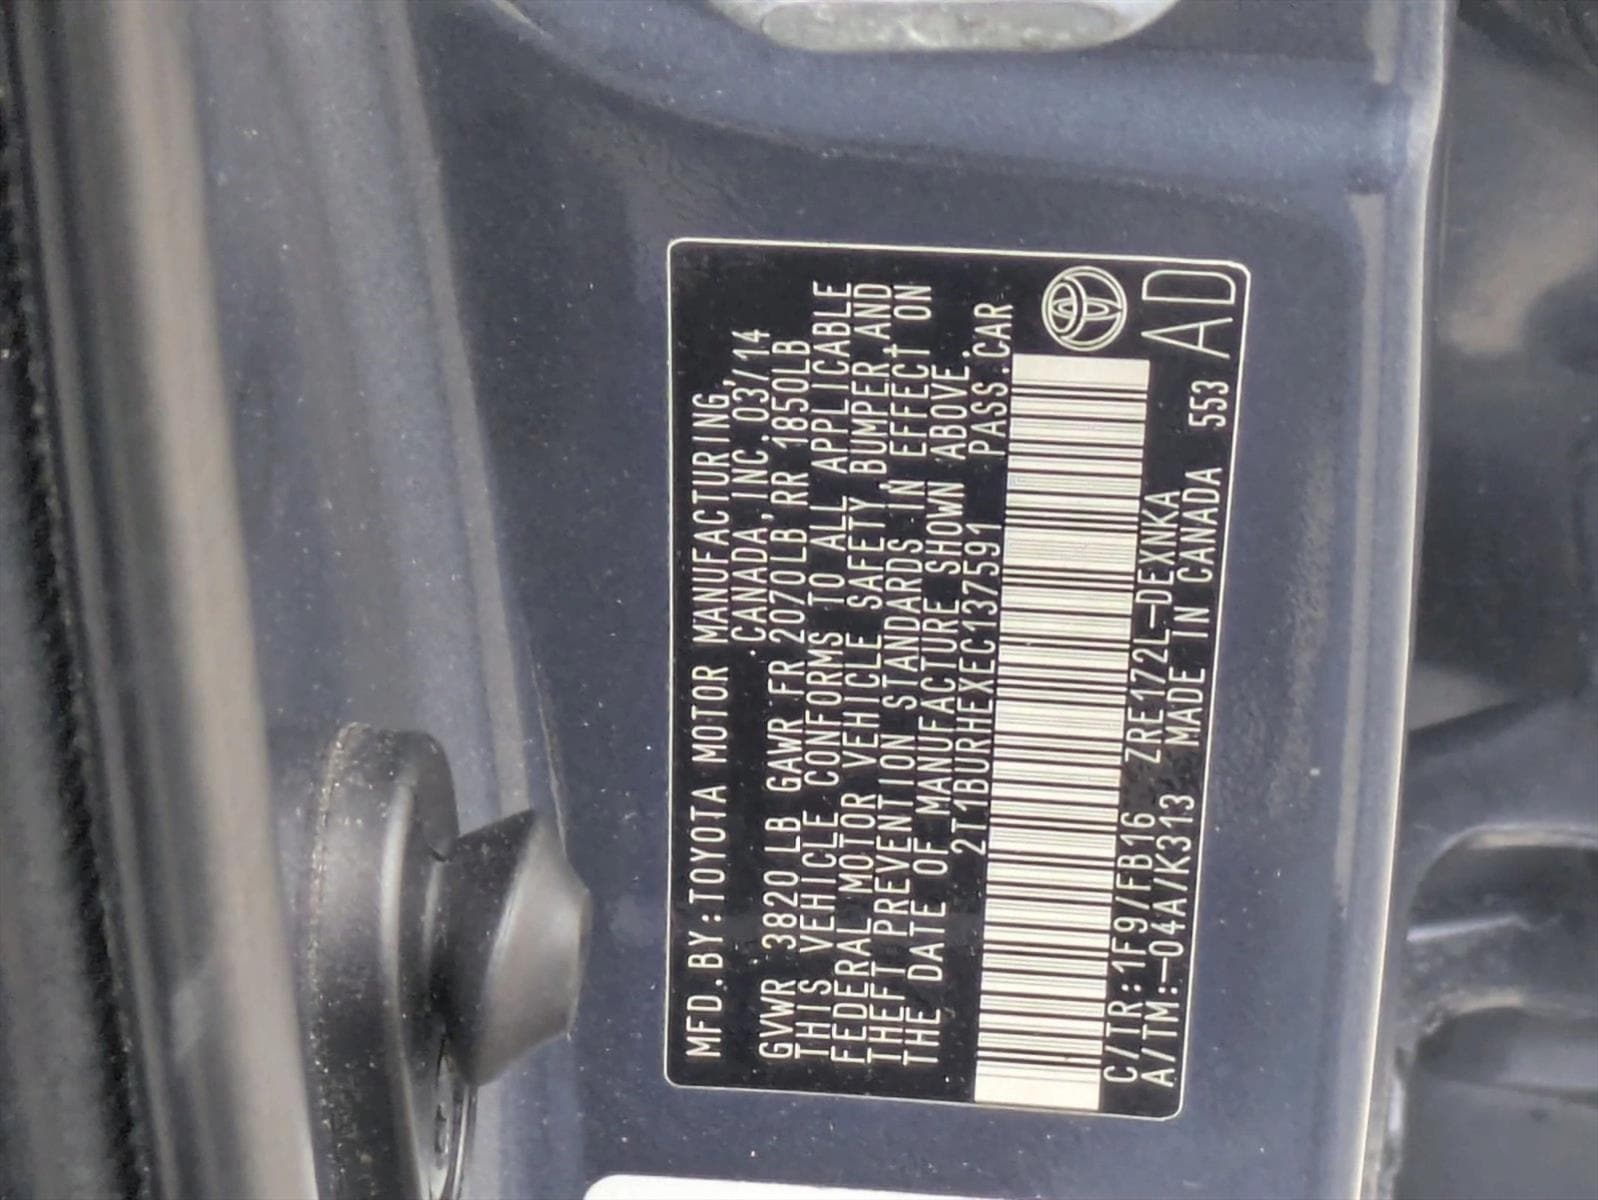 MFD.BY:TOYOTA MOTOR MANUFACTURING,
CANADA,INC.03/14
GVWR 3820 LB GAWR FR 2070LB RR 1850LB
THIS VEHICLE CONFORMS TO ALL APPLICABLE
FEDERAL MOTOR VEHICLE SAFETY, BUMPER, AND
THEFT PREVENTION STANDARDS IN EFFECT ON
THE DATE OF MANUFACTURE SHOWN ABOVE.
2T1BURHEXEC137591 PASS.CAR
C/TR:1F9/FB16 ZRE172L-DEXNKA
A/TM:-04A/K313 MADE IN CANADA 553
AD